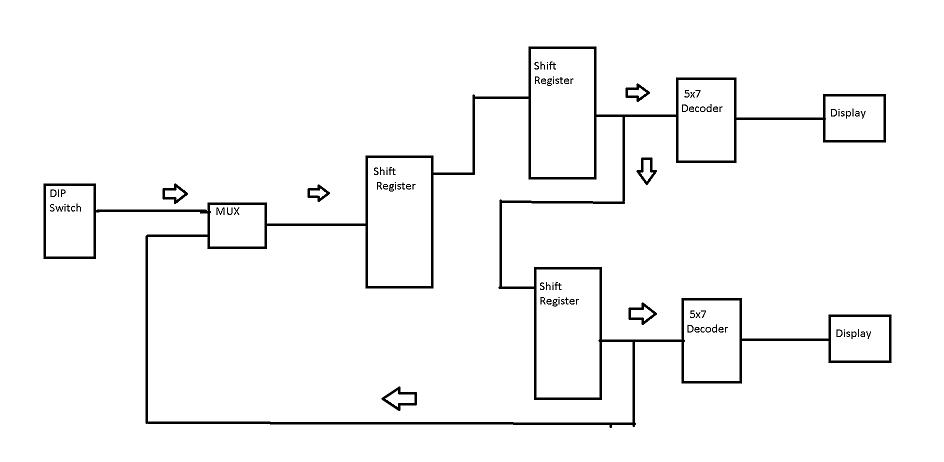 DIP
Switch
MUX
Shift
Register
Shift
Register
5x7
Decoder
Display
Shift
Register
5x7
Decoder
Display